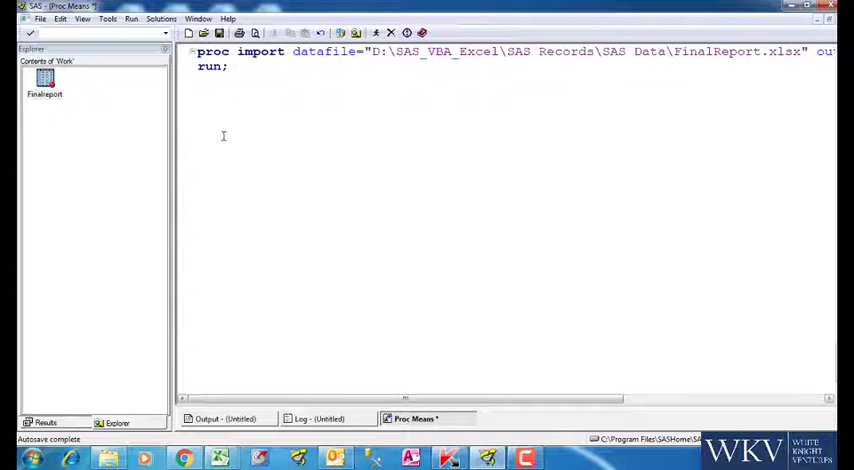 SAS - [Proc Means *]
File Edit View Tools Run Solutions Window Help
Explorer
Contents of 'Work'
Finalreport
proc import datafile="D:\SAS_VBA_Excel\SAS Records\SAS Data\FinalReport.xlsx" ou
run;
Results
Explorer
Output - (Untitled)
Log - (Untitled)
Proc Means *
Autosave complete
C:\Program Files\SASHome\SAS
WKV
WHITE
KNIGHT
VENTURES